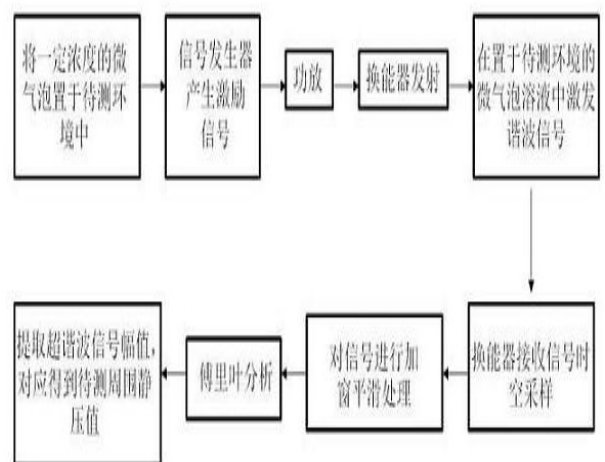 将一定浓度的微
气泡置于待测环
境中
信号发生器
产生激励
信号
功放
换能器发射
在置于待测环境的
微气泡溶液中激发
谐波信号
换能器接收信号时
空采样
对信号进行加
窗平滑处理
傅里叶分析
提取超谐波信号幅值,
对应得到待测周围静
压值